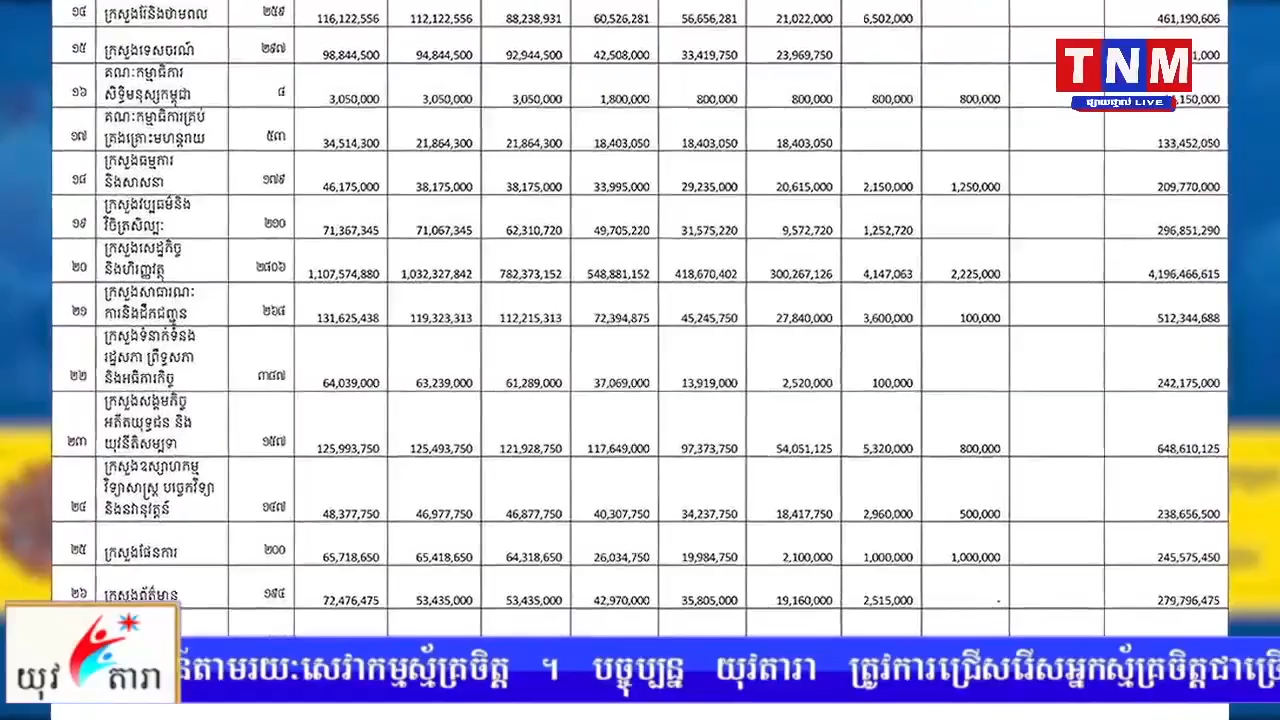 ១៤ ក្រសួងរ៉ែនិងថាមពល ២៥៩ 116,122,556 112,122,556 88,238,931 60,526,281 56,656,281 21,022,000 6,502,000 461,190,606
១៥ ក្រសួងទេសចរណ៍ ២៩៧ 98,844,500 94,844,500 92,944,500 42,508,000 33,419,750 23,969,750
TNM
ផ្សាយផ្ទាល់ LIVE
គណៈកម្មាធិការ
សិទ្ធិមនុស្សកម្ពុជា
១៦ ៨ 3,050,000 3,050,000 3,050,000 1,800,000 800,000 800,000 800,000 800,000
គណៈកម្មាធិការគ្រប់
គ្រងគ្រោះមហន្តរាយ
១៧ ៥៣ 34,514,300 21,864,300 21,864,300 18,403,050 18,403,050 18,403,050 133,452,050
ក្រសួងធម្មការ
និងសាសនា
១៨ ១៧៩ 46,175,000 38,175,000 38,175,000 33,995,000 29,235,000 20,615,000 2,150,000 1,250,000 209,770,000
ក្រសួងវប្បធម៌និង
វិចិត្រសិល្បៈ
១៩ ២១០ 71,367,345 71,067,345 62,310,720 49,705,220 31,575,220 9,572,720 1,252,720 296,851,290
ក្រសួងសេដ្ឋកិច្ច
និងហិរញ្ញវត្ថុ
២០ ២៨០៦ 1,107,574,880 1,032,327,842 782,373,152 548,881,152 418,670,402 300,267,126 4,147,063 2,225,000 4,196,466,615
ក្រសួងសាធារណៈ
ការនិងដឹកជញ្ជូន
២១ ២៦៨ 131,625,438 119,323,313 112,215,313 72,394,875 45,245,750 27,840,000 3,600,000 100,000 512,344,688
ក្រសួងទំនាក់ទំនង
រដ្ឋសភា ព្រឹទ្ធសភា
និងអធិការកិច្ច
២២ ៣៨៧ 64,039,000 63,239,000 61,289,000 37,069,000 13,919,000 2,520,000 100,000 242,175,000
ក្រសួងសង្គមកិច្ច
អតីតយុទ្ធជន និង
យុវនីតិសម្បទា
២៣ ១៥៧ 125,993,750 125,493,750 121,928,750 117,649,000 97,373,750 54,051,125 5,320,000 800,000 648,610,125
ក្រសួងឧស្សាហកម្ម
វិទ្យាសាស្ត្រ បច្ចេកវិទ្យា
និងនវានុវត្តន៍
២៤ ១៤៧ 48,377,750 46,977,750 46,877,750 40,307,750 34,237,750 18,417,750 2,960,000 500,000 238,656,500
២៥ ក្រសួងផែនការ ២០០ 65,718,650 65,418,650 64,318,650 26,034,750 19,984,750 2,100,000 1,000,000 1,000,000 245,575,450
២៦ ក្រសួងព័ត៌មាន ១៩៤ 72,476,475 53,435,000 53,435,000 42,970,000 35,805,000 19,160,000 2,515,000 - 279,796,475
យុវ តារា
តាមរយៈសេវាកម្មស្ម័គ្រចិត្ត ។ បច្ចុប្បន្ន យុវតារា ត្រូវការជ្រើសរើសអ្នកស្ម័គ្រចិត្តជា